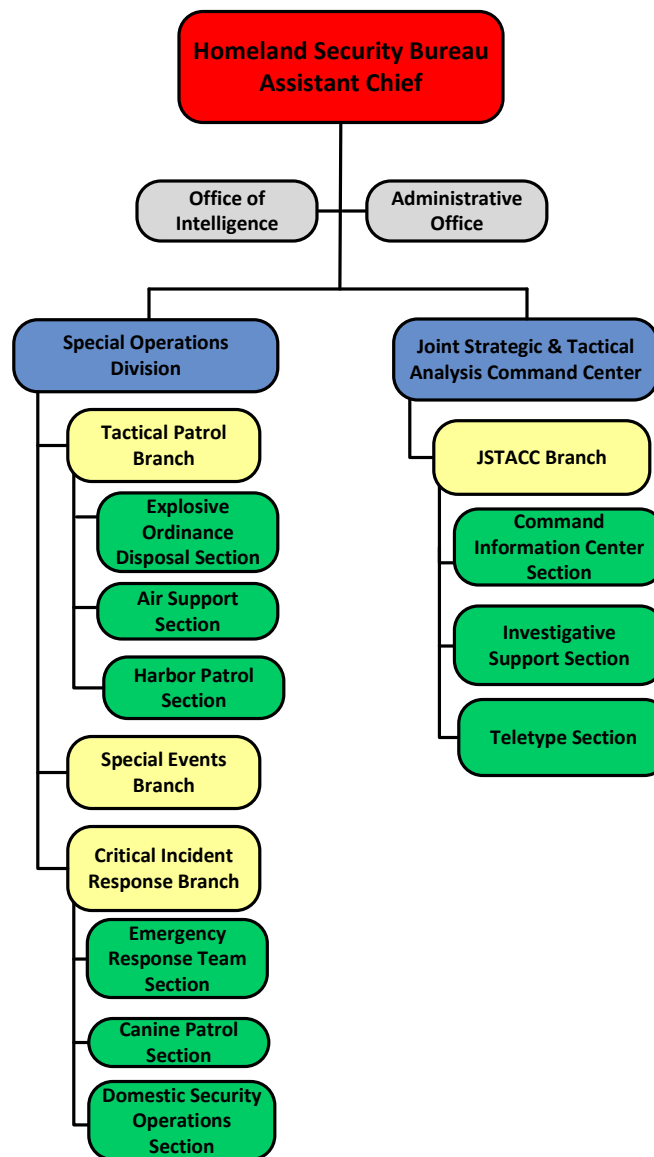 Homeland Security Bureau
Assistant Chief
Office of
Intelligence
Administrative
Office
Special Operations
Division
Tactical Patrol
Branch
Explosive
Ordinance
Disposal Section
Air Support
Section
Harbor Patrol
Section
Special Events
Branch
Critical Incident
Response Branch
Emergency
Response Team
Section
Canine Patrol
Section
Domestic Security
Operations
Section
Joint Strategic & Tactical
Analysis Command Center
JSTACC Branch
Command
Information Center
Section
Investigative
Support Section
Teletype Section